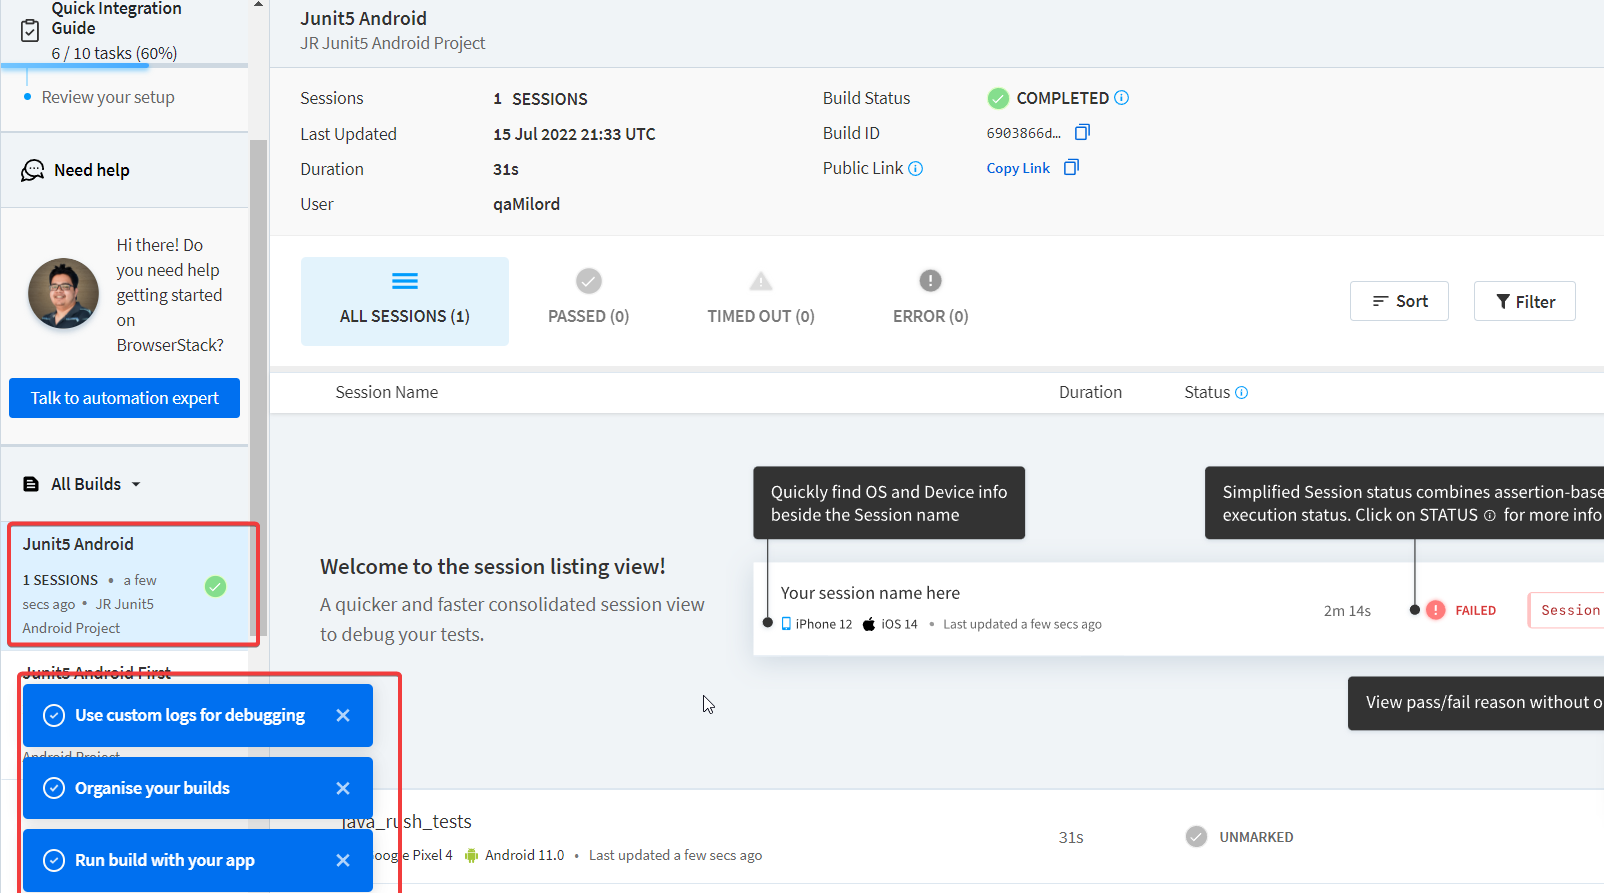 Quick Integration
Guide
6 / 10 tasks (60%)
Review your setup
Need help
Hi there! Do
you need help
getting started
on
BrowserStack?
Talk to automation expert
All Builds
Junit5 Android
1 SESSIONS • a few
secs ago • JR Junit5
Android Project
Junit5 Android First
Use custom logs for debugging
Android Project
Organise your builds
Run build with your app
Junit5 Android
JR Junit5 Android Project
Sessions 1 SESSIONS
Last Updated 15 Jul 2022 21:33 UTC
Duration 31s
User qaMilord
Build Status COMPLETED
Build ID 6903866d...
Public Link Copy Link
ALL SESSIONS (1)
PASSED (0)
TIMED OUT (0)
ERROR (0)
Sort
Filter
Session Name Duration Status
Welcome to the session listing view!
A quicker and faster consolidated session view
to debug your tests.
Quickly find OS and Device info
beside the Session name
Simplified Session status combines assertion-base
execution status. Click on STATUS for more info
Your session name here
iPhone 12 iOS 14 • Last updated a few secs ago
2m 14s
FAILED
Session
View pass/fail reason without o
java_rush_tests
oogle Pixel 4 Android 11.0 • Last updated a few secs ago
31s
UNMARKED